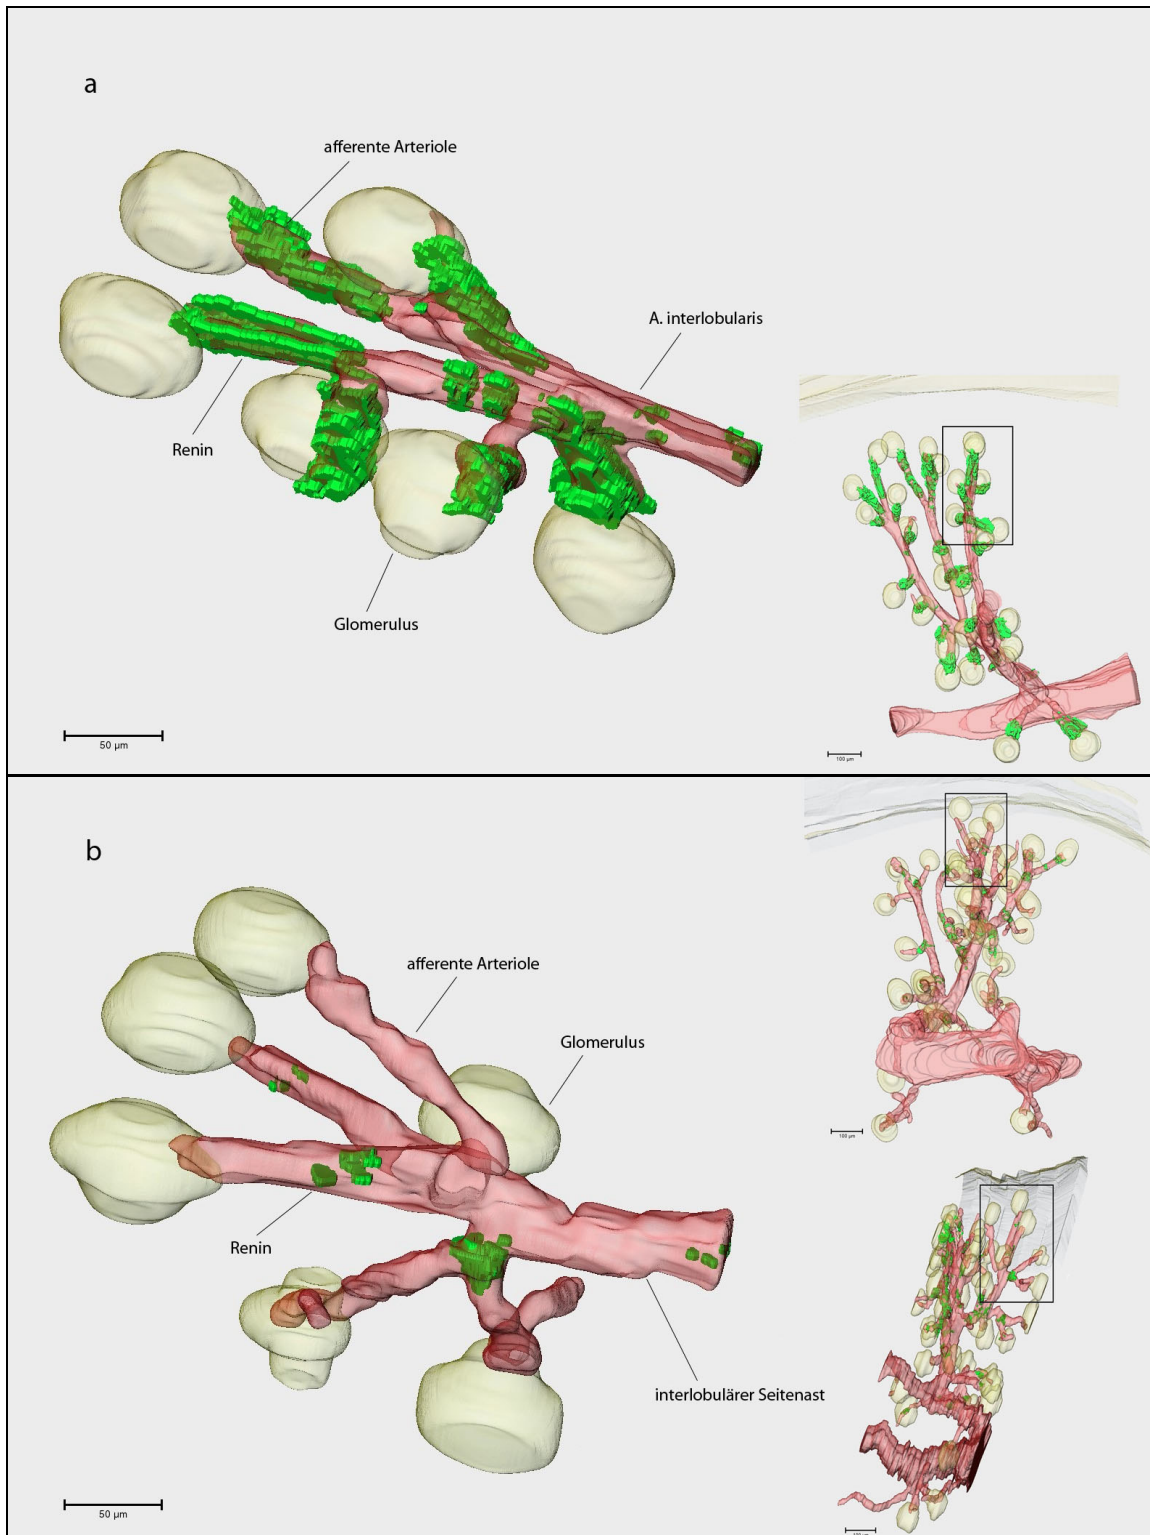 a
afferente Arteriole
A. interlobularis
Renin
Glomerulus
50 µm
100 µm
b
afferente Arteriole
Glomerulus
100 µm
Renin
interlobulärer Seitenast
50 µm